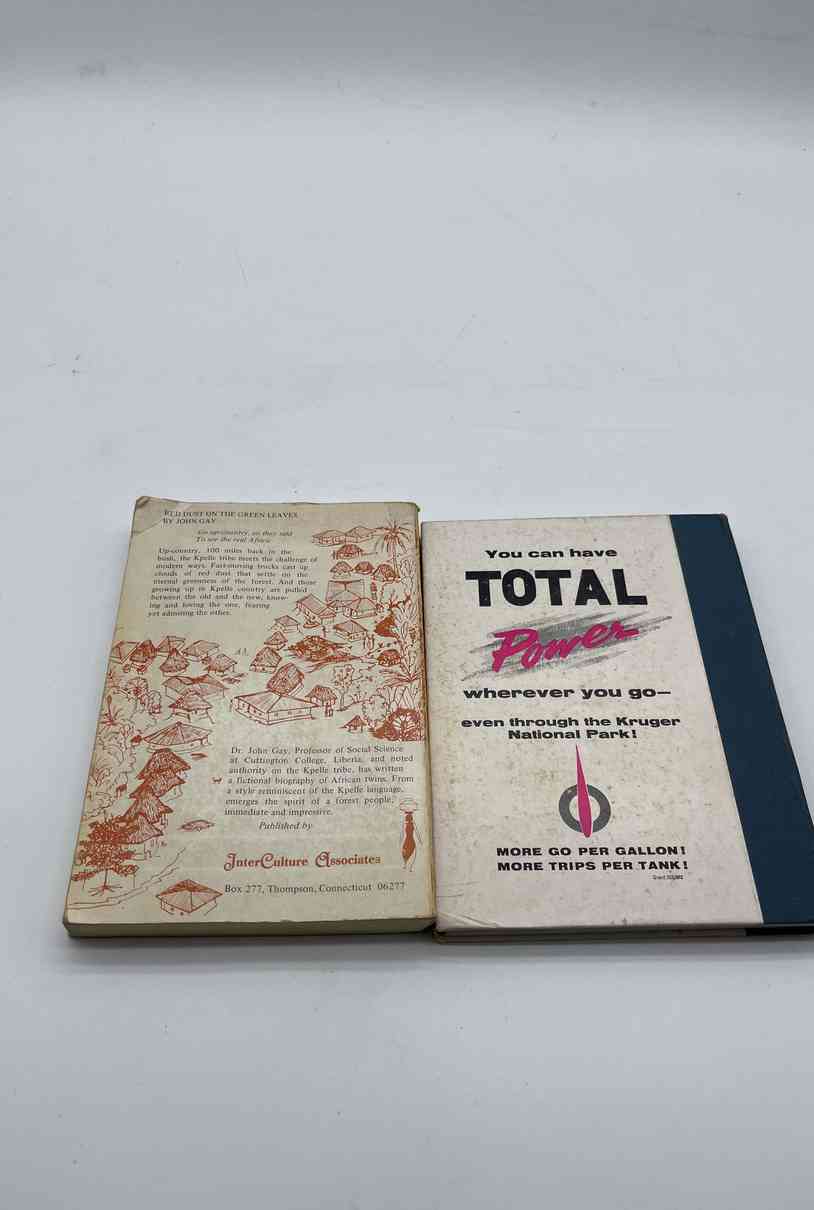 RED DUST ON THE GREEN LEAVES
BY JOHN GAY
Go up-country, so they said
To see the real Africa
Up-country, 100 miles back in the
bush, the Kpelle tribe meets the challenge of
modern ways. Fast-moving trucks cast up
clouds of red dust that settle on the
eternal greenness of the forest. And those
growing up in Kpelle country are pulled
between the old and the new, know-
ing and loving the one, fearing
yet admiring the other.
Dr. John Gay, Professor of Social Science
at Cuttington College, Liberia, and noted
authority on the Kpelle tribe, has written
a fictional biography of African twins. From
a style reminiscent of the Kpelle language,
emerges the spirit of a forest people,
immediate and impressive.
Published by
InterCulture Associates
Box 277, Thompson, Connecticut 06277
You can have
TOTAL
Power
wherever you go—
even through the Kruger
National Park!
MORE GO PER GALLON!
MORE TRIPS PER TANK!